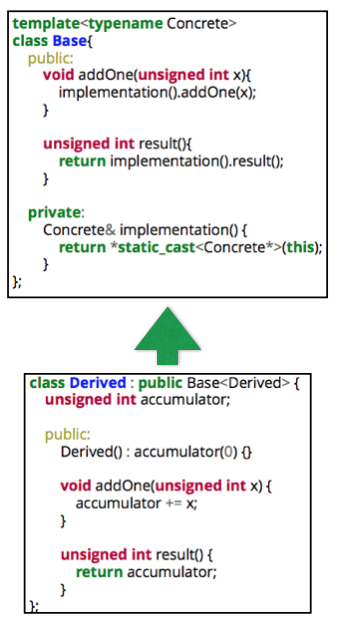 template<typename Concrete>
class Base{
public:
void addOne(unsigned int x){
implementation().addOne(x);
}
unsigned int result(){
return implementation().result();
}
private:
Concrete& implementation() {
return *static_cast<Concrete*>(this);
}
};
class Derived : public Base<Derived> {
unsigned int accumulator;
public:
Derived() : accumulator(0) {}
void addOne(unsigned int x) {
accumulator += x;
}
unsigned int result() {
return accumulator;
}
};